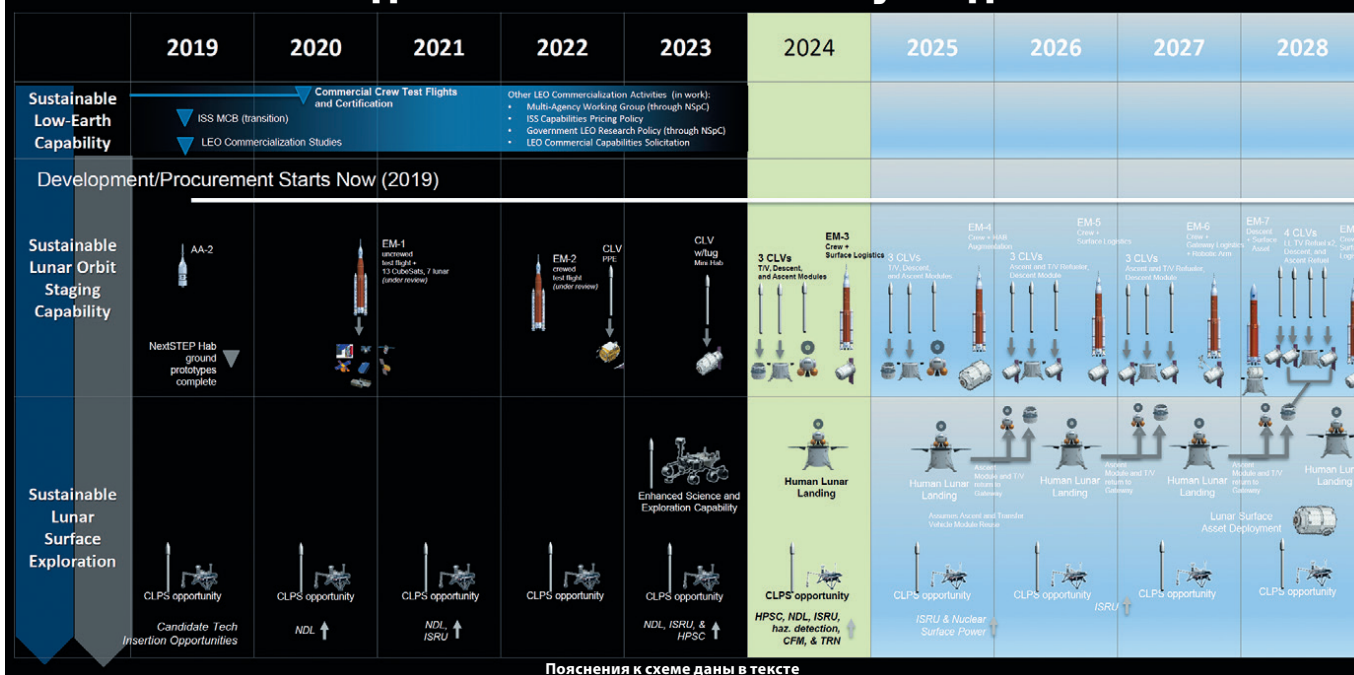 2019 2020 2021 2022 2023 2024 2025 2026 2027 2028
Sustainable
Low-Earth
Capability
Commercial Crew Test Flights
and Certification
ISS MCB (transition)
LEO Commercialization Studies
Other LEO Commercialization Activities (in work):
• Multi-Agency Working Group (through NSpC)
• ISS Capabilities Pricing Policy
• Government LEO Research Policy (through NSpC)
• LEO Commercial Capabilities Solicitation
Development/Procurement Starts Now (2019)
Sustainable
Lunar Orbit
Staging
Capability
AA-2
NextSTEP Hab
ground
prototypes
complete
EM-1
uncrewed
test flight +
13 CubeSats, 7 lunar
(under review)
EM-2
crewed
test flight
(under review)
CLV
PPE
CLV
w/tug
Mini Hab
3 CLVs
T/V, Descent,
and Ascent Modules
EM-3
Crew +
Surface Logistics
3 CLVs
T/V, Descent,
and Ascent Modules
EM-4
Crew + HAB
Augmentation
3 CLVs
Ascent and T/V Refueler,
Descent Module
EM-5
Crew +
Surface Logistics
3 CLVs
Ascent and T/V Refueler,
Descent Module
EM-6
Crew +
Gateway Logistics
+ Robotic Arm
EM-7
Descent
+ Surface
Asset
4 CLVs
Descent, and
Ascent Refuel
Sustainable
Lunar
Surface
Exploration
Enhanced Science and
Exploration Capability
Human Lunar
Landing
Human Lunar
Landing
Assumes Ascent and Transfer
Vehicle Module Reuse
Ascent
Module and T/V
return to
Gateway
Human Lunar
Landing
Ascent
Module and T/V
return to
Gateway
Human Lunar
Landing
Ascent
Module and T/V
return to
Gateway
Human Lunar
Landing
Lunar Surface
Asset Deployment
CLPS opportunity
CLPS opportunity
CLPS opportunity
CLPS opportunity
CLPS opportunity
CLPS opportunity
CLPS opportunity
CLPS opportunity
CLPS opportunity
CLPS opportunity
Candidate Tech
Insertion Opportunities
NDL
NDL,
ISRU
NDL, ISRU, &
HPSC
HPSC, NDL, ISRU,
haz. detection,
CFM, & TRN
ISRU & Nuclear
Surface Power
ISRU
Пояснения к схеме даны в тексте